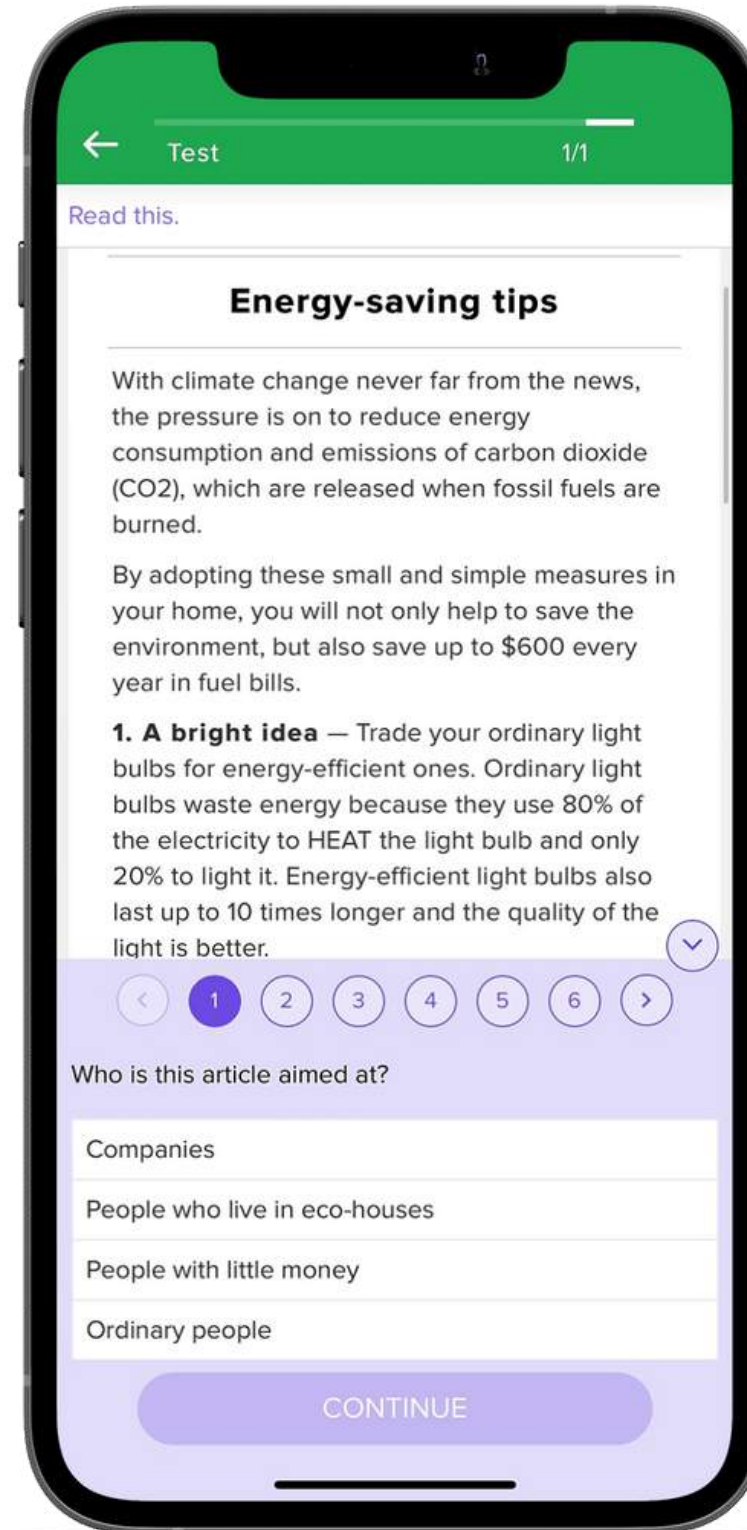 Test
1/1
Read this.
Energy-saving tips
With climate change never far from the news,
the pressure is on to reduce energy
consumption and emissions of carbon dioxide
(CO2), which are released when fossil fuels are
burned.
By adopting these small and simple measures in
your home, you will not only help to save the
environment, but also save up to $600 every
year in fuel bills.
1. A bright idea — Trade your ordinary light
bulbs for energy-efficient ones. Ordinary light
bulbs waste energy because they use 80% of
the electricity to HEAT the light bulb and only
20% to light it. Energy-efficient light bulbs also
last up to 10 times longer and the quality of the
light is better.
1 2 3 4 5 6
Who is this article aimed at?
Companies
People who live in eco-houses
People with little money
Ordinary people
CONTINUE